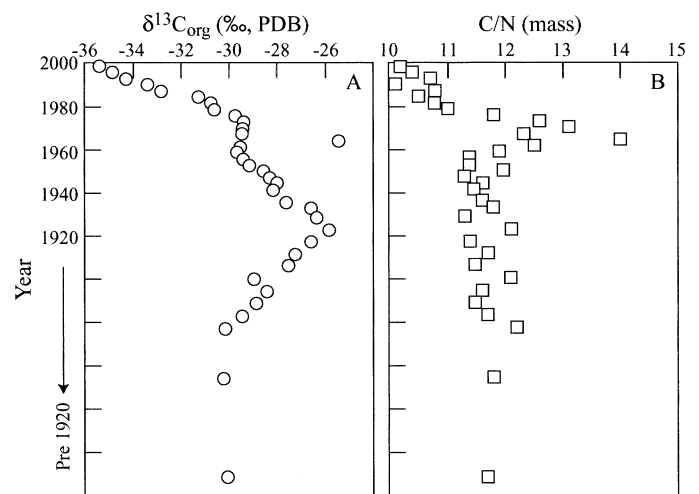 δ¹³C_org (‰, PDB) C/N (mass)
-36 -34 -32 -30 -28 -26 10 11 12 13 14 15
2000 A B
1980
1960
1940
1920
Year
Pre 1920